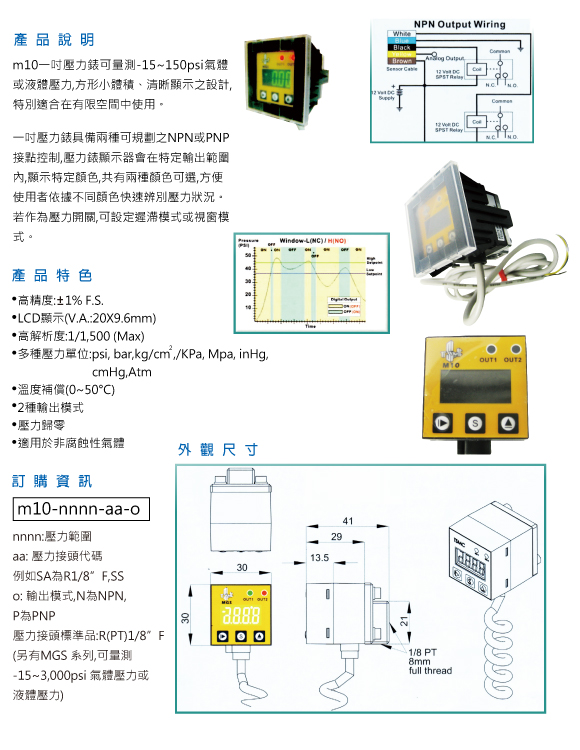 產品說明
m10一吋壓力錶可量測-15~150psi氣體
或液體壓力,方形小體積、清晰顯示之設計,
特別適合在有限空間中使用。
一吋壓力錶具備兩種可規劃之NPN或PNP
接點控制,壓力錶顯示器會在特定輸出範圍
內,顯示特定顏色,共有兩種顏色可選,方便
使用者依據不同顏色快速辨別壓力狀況。
若作為壓力開關,可設定遲滯模式或視窗模
式。
NPN Output Wiring
White
Blue
Black
Brown
Sensor Cable
Analog Output
12 Volt DC
Supply
Common
Coil
12 Volt DC
SPST Relay
N.C.
N.O.
Common
Coil
12 Volt DC
SPST Relay
N.C.
N.O.
Pressure
(PSI)
Window-L(NC) / H(NO)
OFF
ON
ON
OFF
ON
OFF
OFF
ON
50
40
30
20
10
High
Setpoint
Low
Setpoint
Digital Output
ON (OFF)
OFF (ON)
Time
產品特色
•高精度:±1% F.S.
•LCD顯示(V.A.:20X9.6mm)
•高解析度:1/1,500 (Max)
•多種壓力單位:psi, bar,kg/cm²,/KPa, Mpa, inHg,
cmHg,Atm
•溫度補償(0~50°C)
•2種輸出模式
•壓力歸零
•適用於非腐蝕性氣體
M10
OUT1 OUT2
S
訂購資訊
m10-nnnn-aa-o
nnnn:壓力範圍
aa: 壓力接頭代碼
例如SA為R1/8”F,SS
o: 輸出模式,N為NPN,
P為PNP
壓力接頭標準品:R(PT)1/8”F
(另有MGS 系列,可量測
-15~3,000psi 氣體壓力或
液體壓力)
外觀尺寸
41
29
13.5
30
30
OUT1 OUT2
S
21
1/8 PT
8mm
full thread